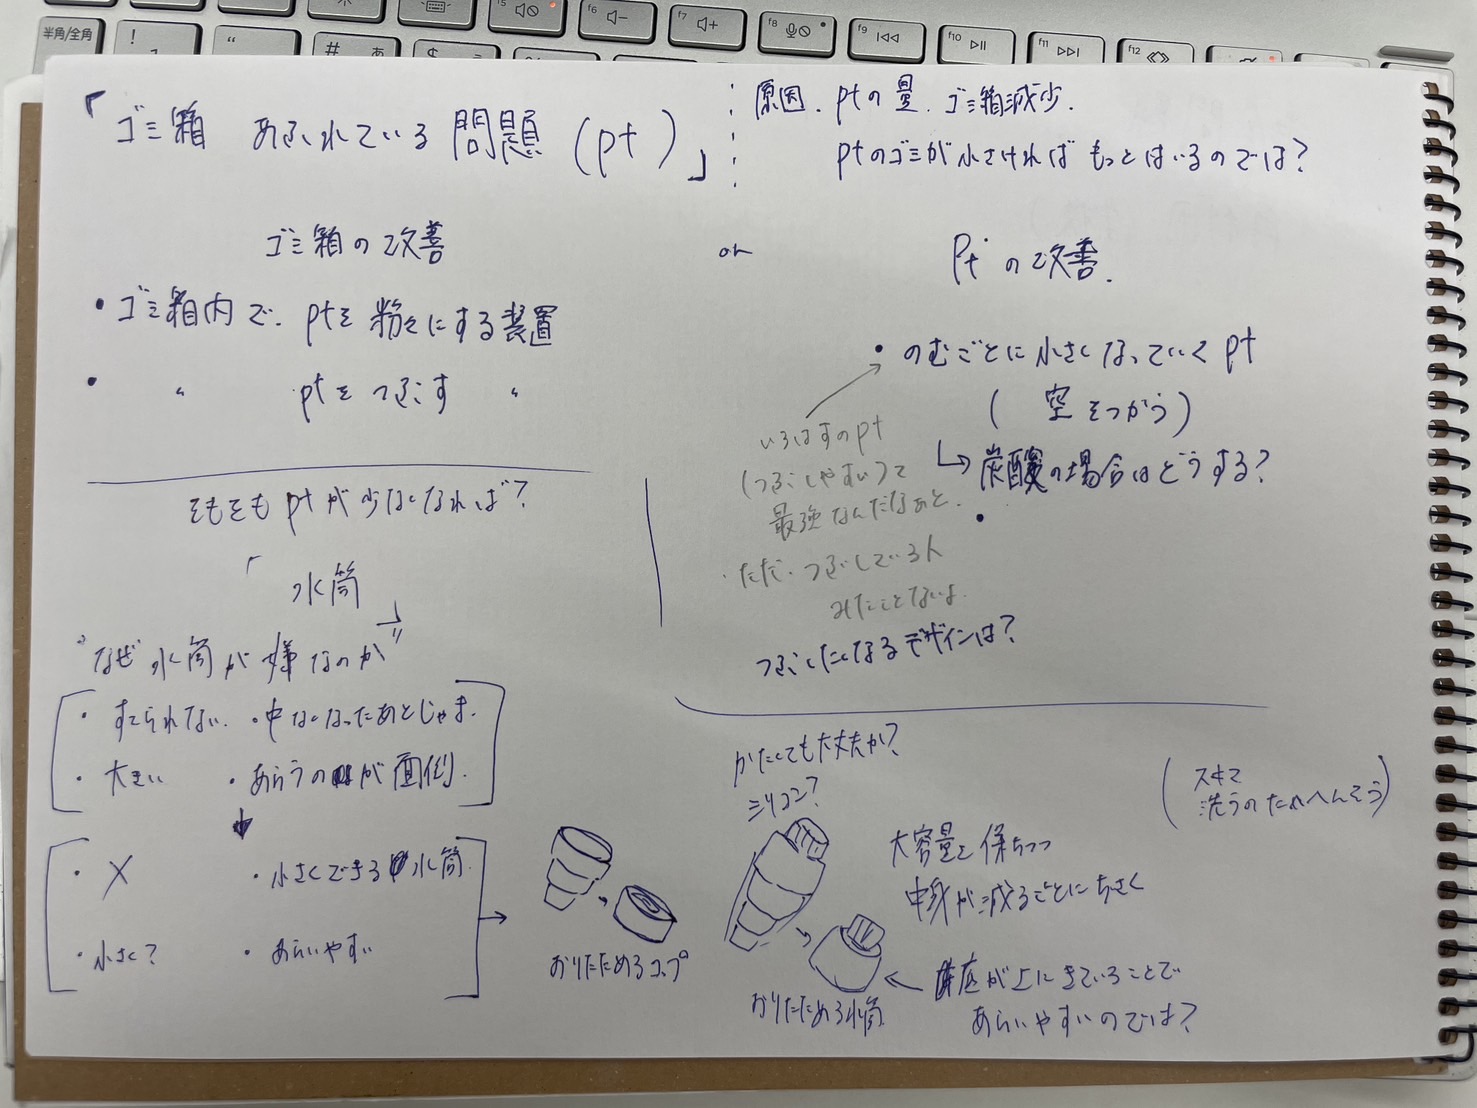 半角/全角
f5
f6
f7
f8
f9
f10
f11
f12
「ゴミ箱 あふれている問題(pt)」
原因.ptの量.ゴミ箱減少.
ptのゴミが小さければもっとはいるのでは?
ゴミ箱の改善
or
Ptの改善.
・ゴミ箱内で.ptを粉々にする装置
・ 〃 ptをつぶす 〃
・のむごとに小さくなっていくpt
(空をつかう)
↳炭酸の場合はどうする?
いろはすのpt
(つぶしやすい)て
最強なんだなあと.
・ただ.つぶしている人
みたことないよ.
つぶしたくなるデザインは?
そもそもptが少なくなれば?
「水筒」
"なぜ水筒が嫌なのか"
・すてられない.・中なくなったあとじゃま.
・大きい ・あらうのが面倒.
・× ・小さくできる水筒
・小さく? ・あらいやすい
おりたためるコップ
かたくても大丈夫か?
シリコン?
おりたためる水筒
大容量を保ちつつ
中身が減るごとにちさく
底が上にきていることで
あらいやすいのでは?
(スキマ
洗うのたいへんそう)